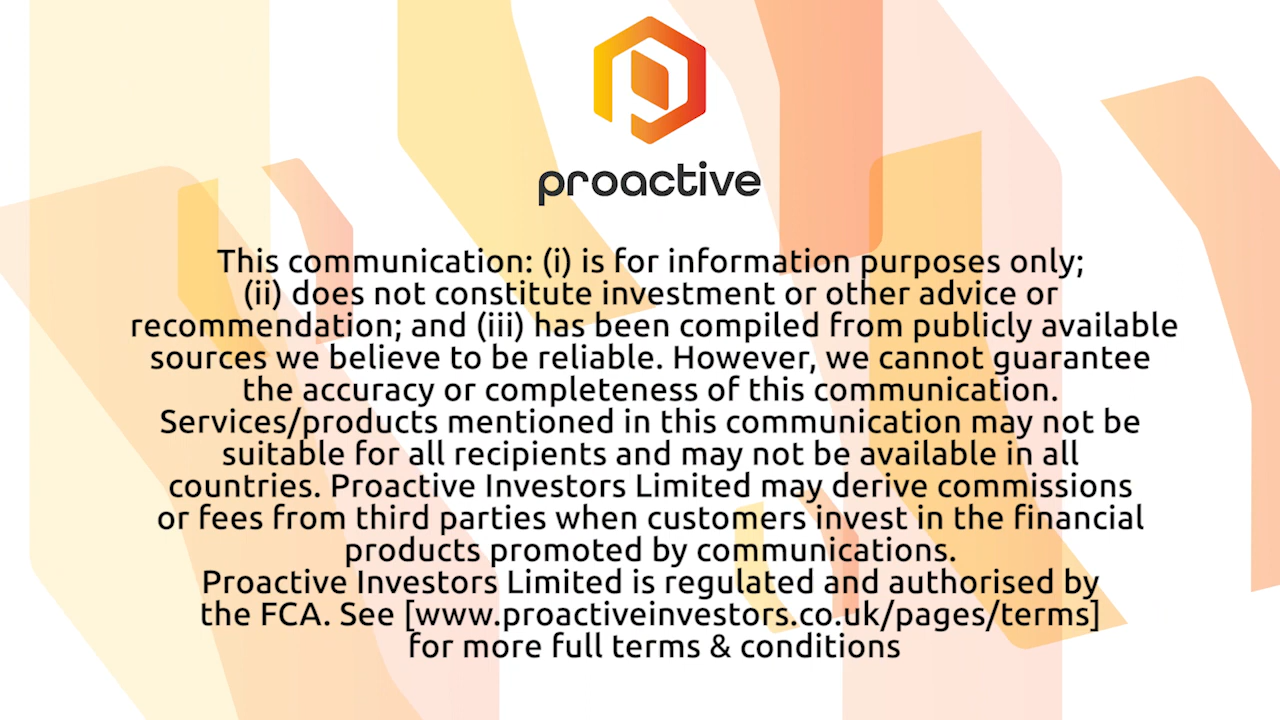 proactive
This communication: (i) is for information purposes only;
(ii) does not constitute investment or other advice or
recommendation; and (iii) has been compiled from publicly available
sources we believe to be reliable. However, we cannot guarantee
the accuracy or completeness of this communication.
Services/products mentioned in this communication may not be
suitable for all recipients and may not be available in all
countries. Proactive Investors Limited may derive commissions
or fees from third parties when customers invest in the financial
products promoted by communications.
Proactive Investors Limited is regulated and authorised by
the FCA. See [www.proactiveinvestors.co.uk/pages/terms]
for more full terms & conditions